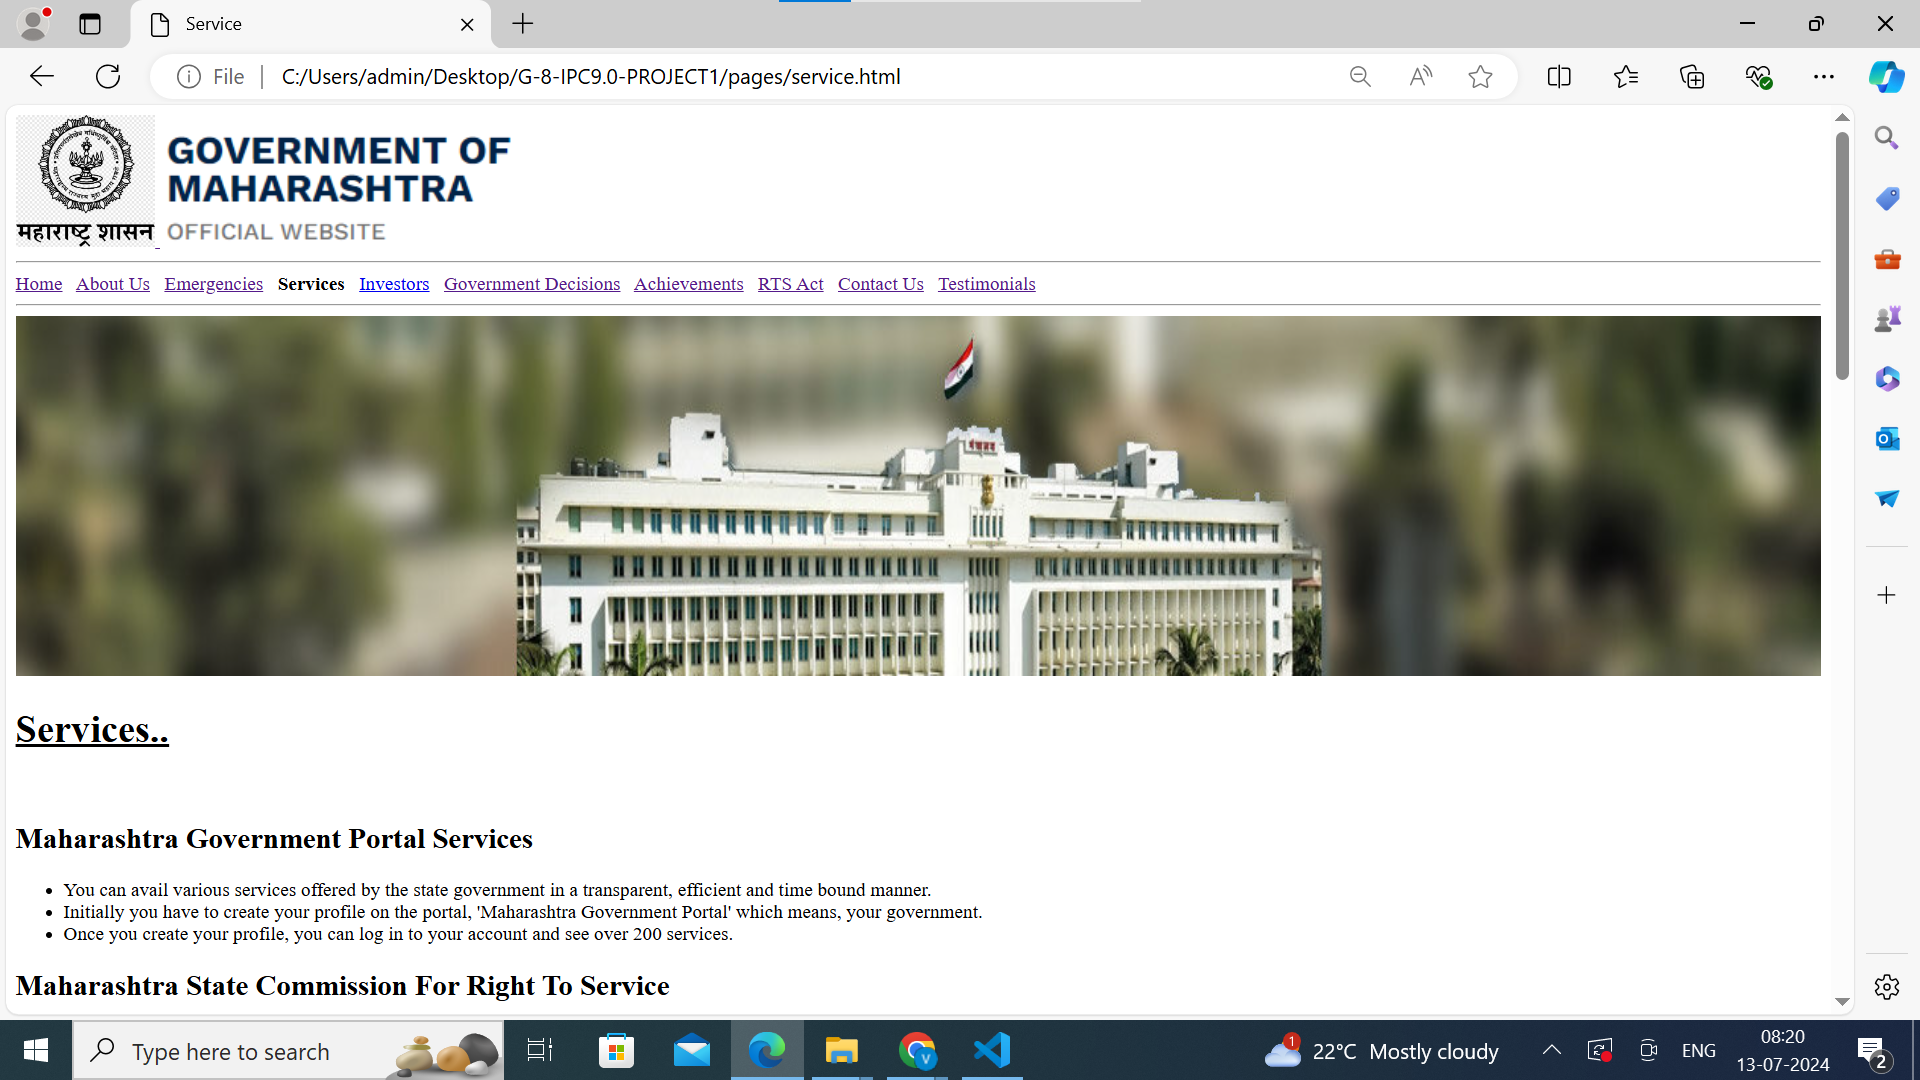 Service
File
C:/Users/admin/Desktop/G-8-IPC9.0-PROJECT1/pages/service.html
GOVERNMENT OF
MAHARASHTRA
महाराष्ट्र शासन OFFICIAL WEBSITE
Home About Us Emergencies Services Investors Government Decisions Achievements RTS Act Contact Us Testimonials
Services..
Maharashtra Government Portal Services
You can avail various services offered by the state government in a transparent, efficient and time bound manner.
Initially you have to create your profile on the portal, 'Maharashtra Government Portal' which means, your government.
Once you create your profile, you can log in to your account and see over 200 services.
Maharashtra State Commission For Right To Service
Type here to search
1
22°C Mostly cloudy
ENG
08:20
13-07-2024
2